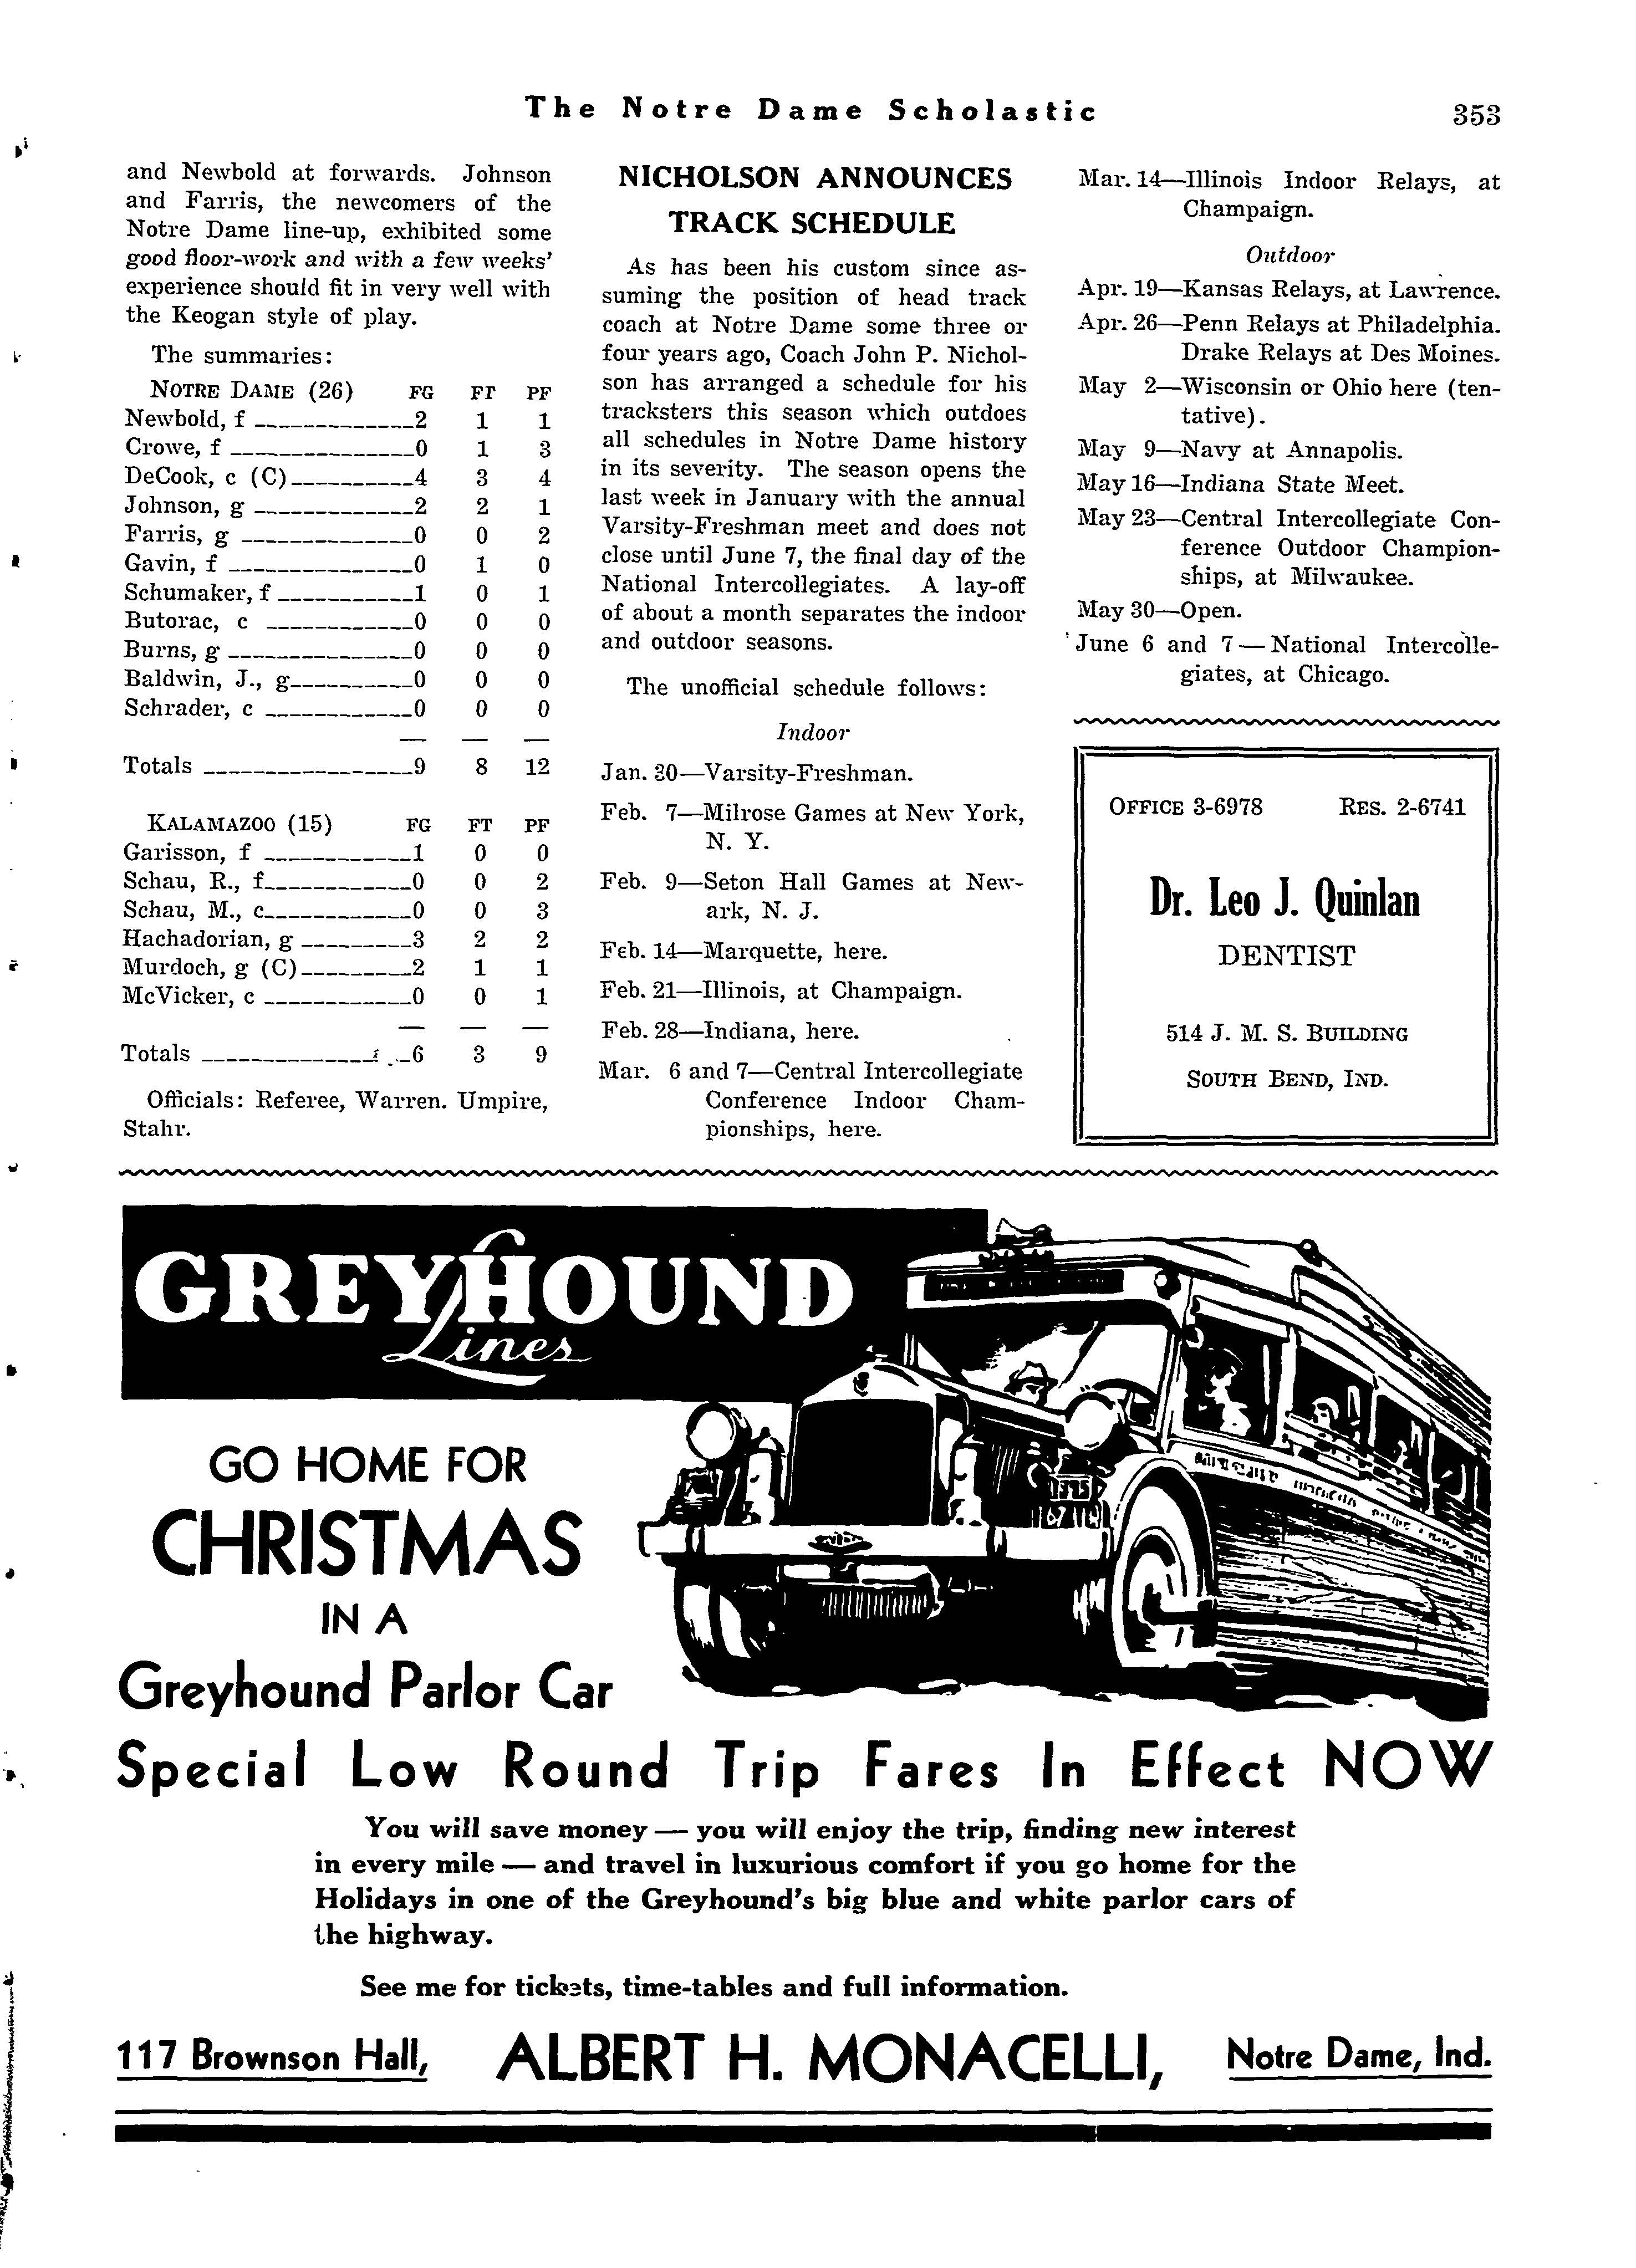 The Notre Dame Scholastic 353
and Newbold at forwards. Johnson
and Farris, the newcomers of the
Notre Dame line-up, exhibited some
good floor-work and with a few weeks'
experience should fit in very well with
the Keogan style of play.
The summaries:
NOTRE DAME (26) FG FT PF
Newbold, f 2 1 1
Crowe, f 0 1 3
DeCook, c (C) 4 3 4
Johnson, g 2 2 1
Farris, g 0 0 2
Gavin, f 0 1 0
Schumaker, f 1 0 1
Butorac, c 0 0 0
Burns, g 0 0 0
Baldwin, J., g 0 0 0
Schrader, c 0 0 0
Totals 9 8 12
KALAMAZOO (15) FG FT PF
Garisson, f 1 0 0
Schau, R., f 0 0 2
Schau, M., c 0 0 3
Hachadorian, g 3 2 2
Murdoch, g (C) 2 1 1
McVicker, c 0 0 1
Totals 6 3 9
Officials: Referee, Warren. Umpire,
Stahr.
NICHOLSON ANNOUNCES
TRACK SCHEDULE
As has been his custom since as-
suming the position of head track
coach at Notre Dame some three or
four years ago, Coach John P. Nichol-
son has arranged a schedule for his
tracksters this season which outdoes
all schedules in Notre Dame history
in its severity. The season opens the
last week in January with the annual
Varsity-Freshman meet and does not
close until June 7, the final day of the
National Intercollegiates. A lay-off
of about a month separates the indoor
and outdoor seasons.
The unofficial schedule follows:
Indoor
Jan. 30—Varsity-Freshman.
Feb. 7—Milrose Games at New York,
N. Y.
Feb. 9—Seton Hall Games at New-
ark, N. J.
Feb. 14—Marquette, here.
Feb. 21—Illinois, at Champaign.
Feb. 28—Indiana, here.
Mar. 6 and 7—Central Intercollegiate
Conference Indoor Cham-
pionships, here.
Mar. 14—Illinois Indoor Relays, at
Champaign.
Outdoor
Apr. 19—Kansas Relays, at Lawrence.
Apr. 26—Penn Relays at Philadelphia.
Drake Relays at Des Moines.
May 2—Wisconsin or Ohio here (ten-
tative).
May 9—Navy at Annapolis.
May 16—Indiana State Meet.
May 23—Central Intercollegiate Con-
ference Outdoor Champion-
ships, at Milwaukee.
May 30—Open.
June 6 and 7—National Intercolle-
giates, at Chicago.
OFFICE 3-6978 RES. 2-6741
Dr. Leo J. Quinlan
DENTIST
514 J. M. S. BUILDING
SOUTH BEND, IND.
GREYHOUND
Lines
GO HOME FOR
CHRISTMAS
IN A
Greyhound Parlor Car
Special Low Round Trip Fares In Effect NOW
You will save money — you will enjoy the trip, finding new interest
in every mile — and travel in luxurious comfort if you go home for the
Holidays in one of the Greyhound's big blue and white parlor cars of
the highway.
See me for tickets, time-tables and full information.
117 Brownson Hall, ALBERT H. MONACELLI, Notre Dame, Ind.